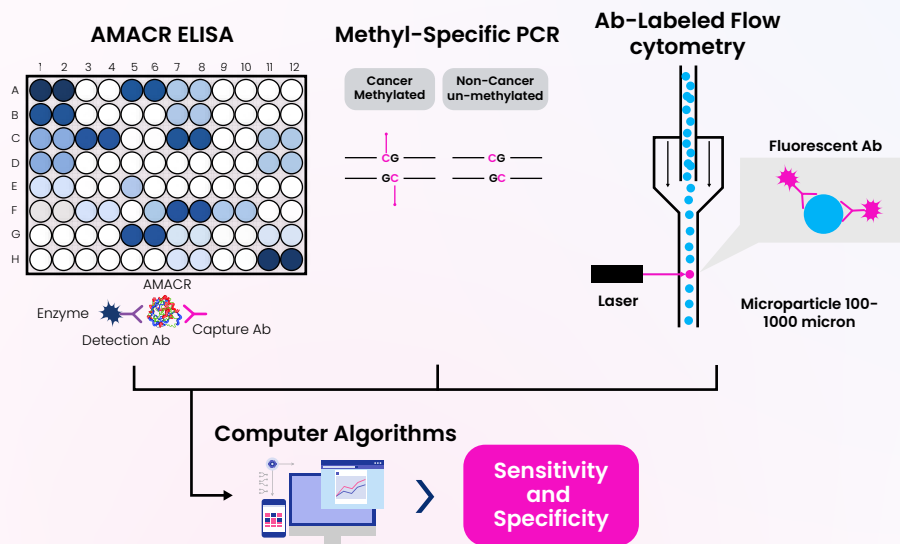 AMACR ELISA
1 2 3 4 5 6 7 8 9 10 11 12
A
B
C
D
E
F
G
H
AMACR
Enzyme
Capture Ab
Detection Ab
Methyl-Specific PCR
Cancer
Methylated
Non-Cancer
un-methylated
CG
GC
CG
GC
Ab-Labeled Flow
cytometry
Fluorescent Ab
Laser
Microparticle 100-
1000 micron
Computer Algorithms
Sensitivity
and
Specificity